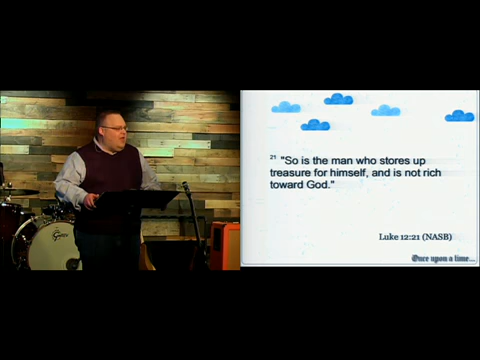 21 "So is the man who stores up
treasure for himself, and is not rich
toward God."
Luke 12:21 (NASB)
Once upon a time...